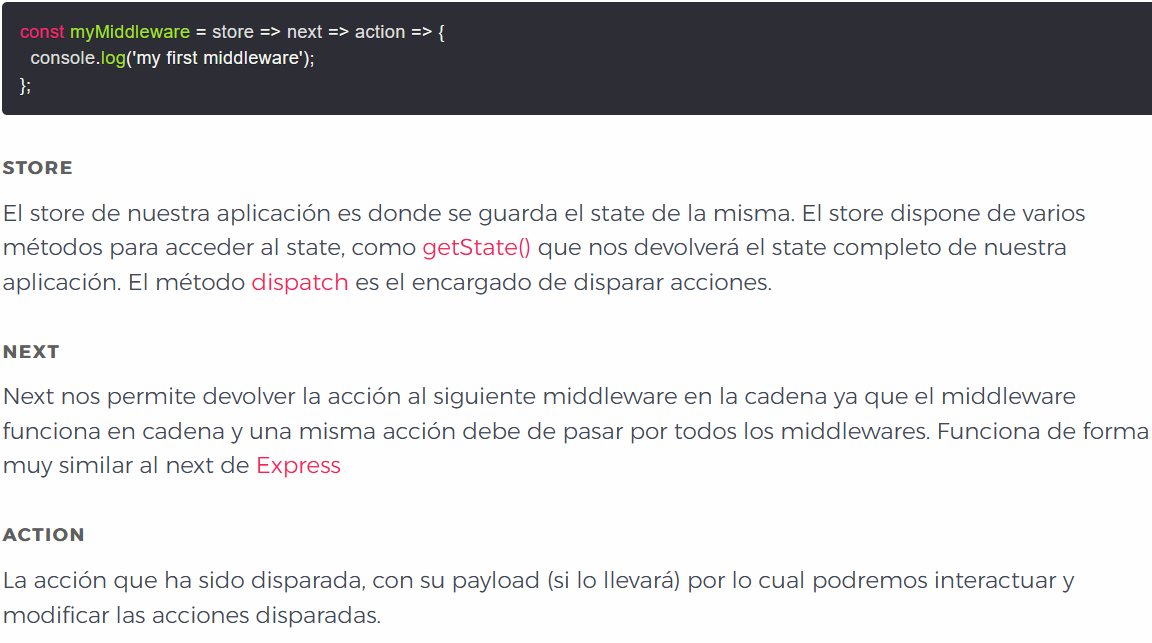 const myMiddleware = store => next => action => {
console.log('my first middleware');
};
STORE
El store de nuestra aplicación es donde se guarda el state de la misma. El store dispone de varios
métodos para acceder al state, como getState() que nos devolverá el state completo de nuestra
aplicación. El método dispatch es el encargado de disparar acciones.
NEXT
Next nos permite devolver la acción al siguiente middleware en la cadena ya que el middleware
funciona en cadena y una misma acción debe de pasar por todos los middlewares. Funciona de forma
muy similar al next de Express
ACTION
La acción que ha sido disparada, con su payload (si lo llevará) por lo cual podremos interactuar y
modificar las acciones disparadas.